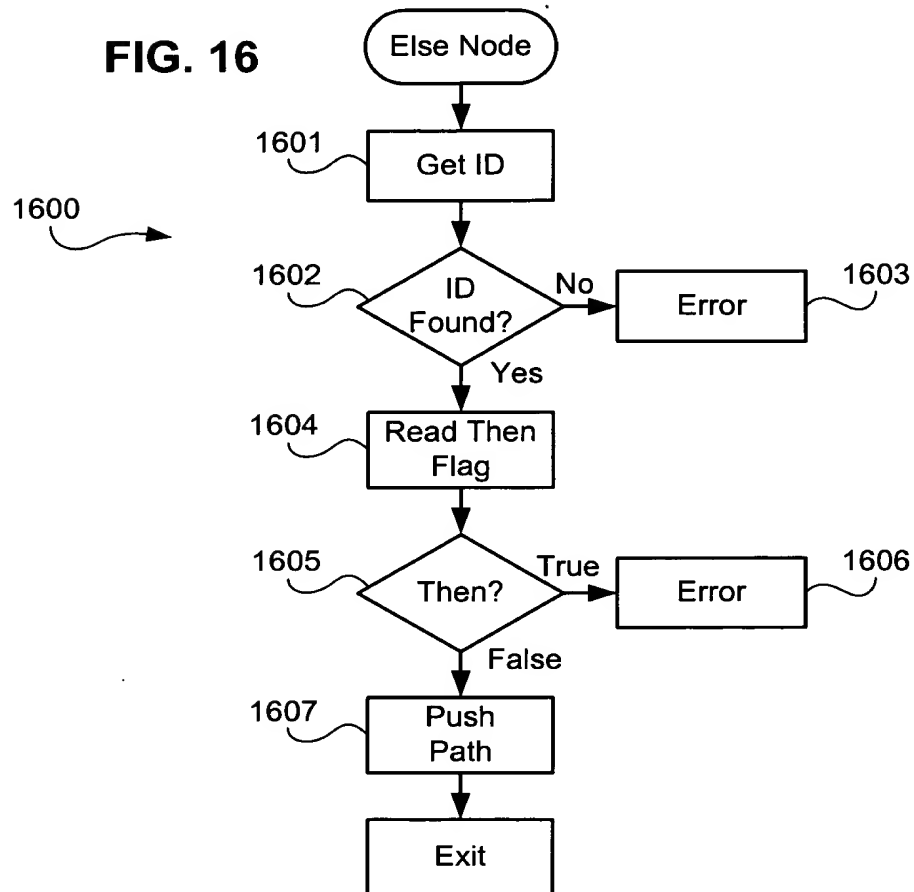 FIG. 16
Else Node
1601
Get ID
1600
1602
ID
Found?
No
Error
1603
Yes
1604
Read Then
Flag
1605
Then?
True
Error
1606
False
1607
Push
Path
Exit